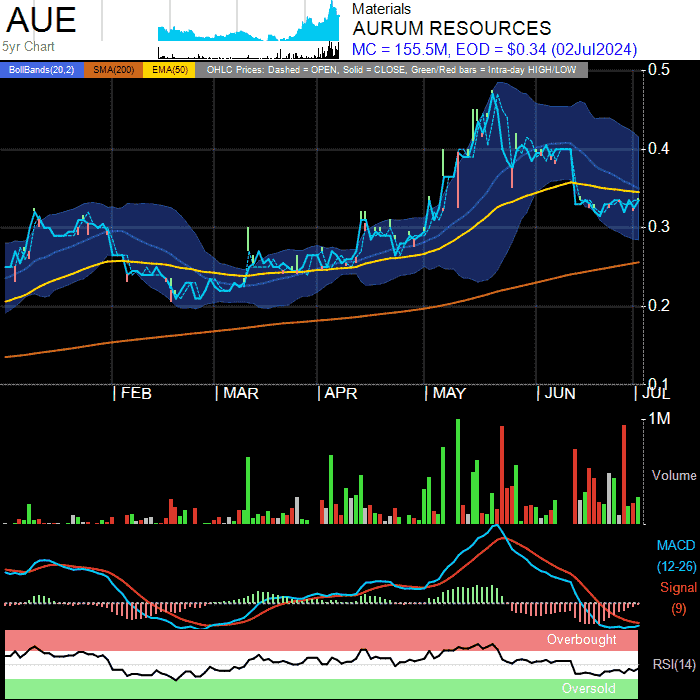 AUE
5yr Chart
Materials
AURUM RESOURCES
MC = 155.5M, EOD = $0.34 (02Jul2024)
BollBands(20,2) SMA(200) EMA(50) OHLC Prices: Dashed = OPEN, Solid = CLOSE, Green/Red bars = Intra-day HIGH/LOW
0.5
0.4
0.3
0.2
0.1
FEB MAR APR MAY JUN JUL
1M
Volume
MACD
(12-26)
Signal
(9)
Overbought
RSI(14)
Oversold